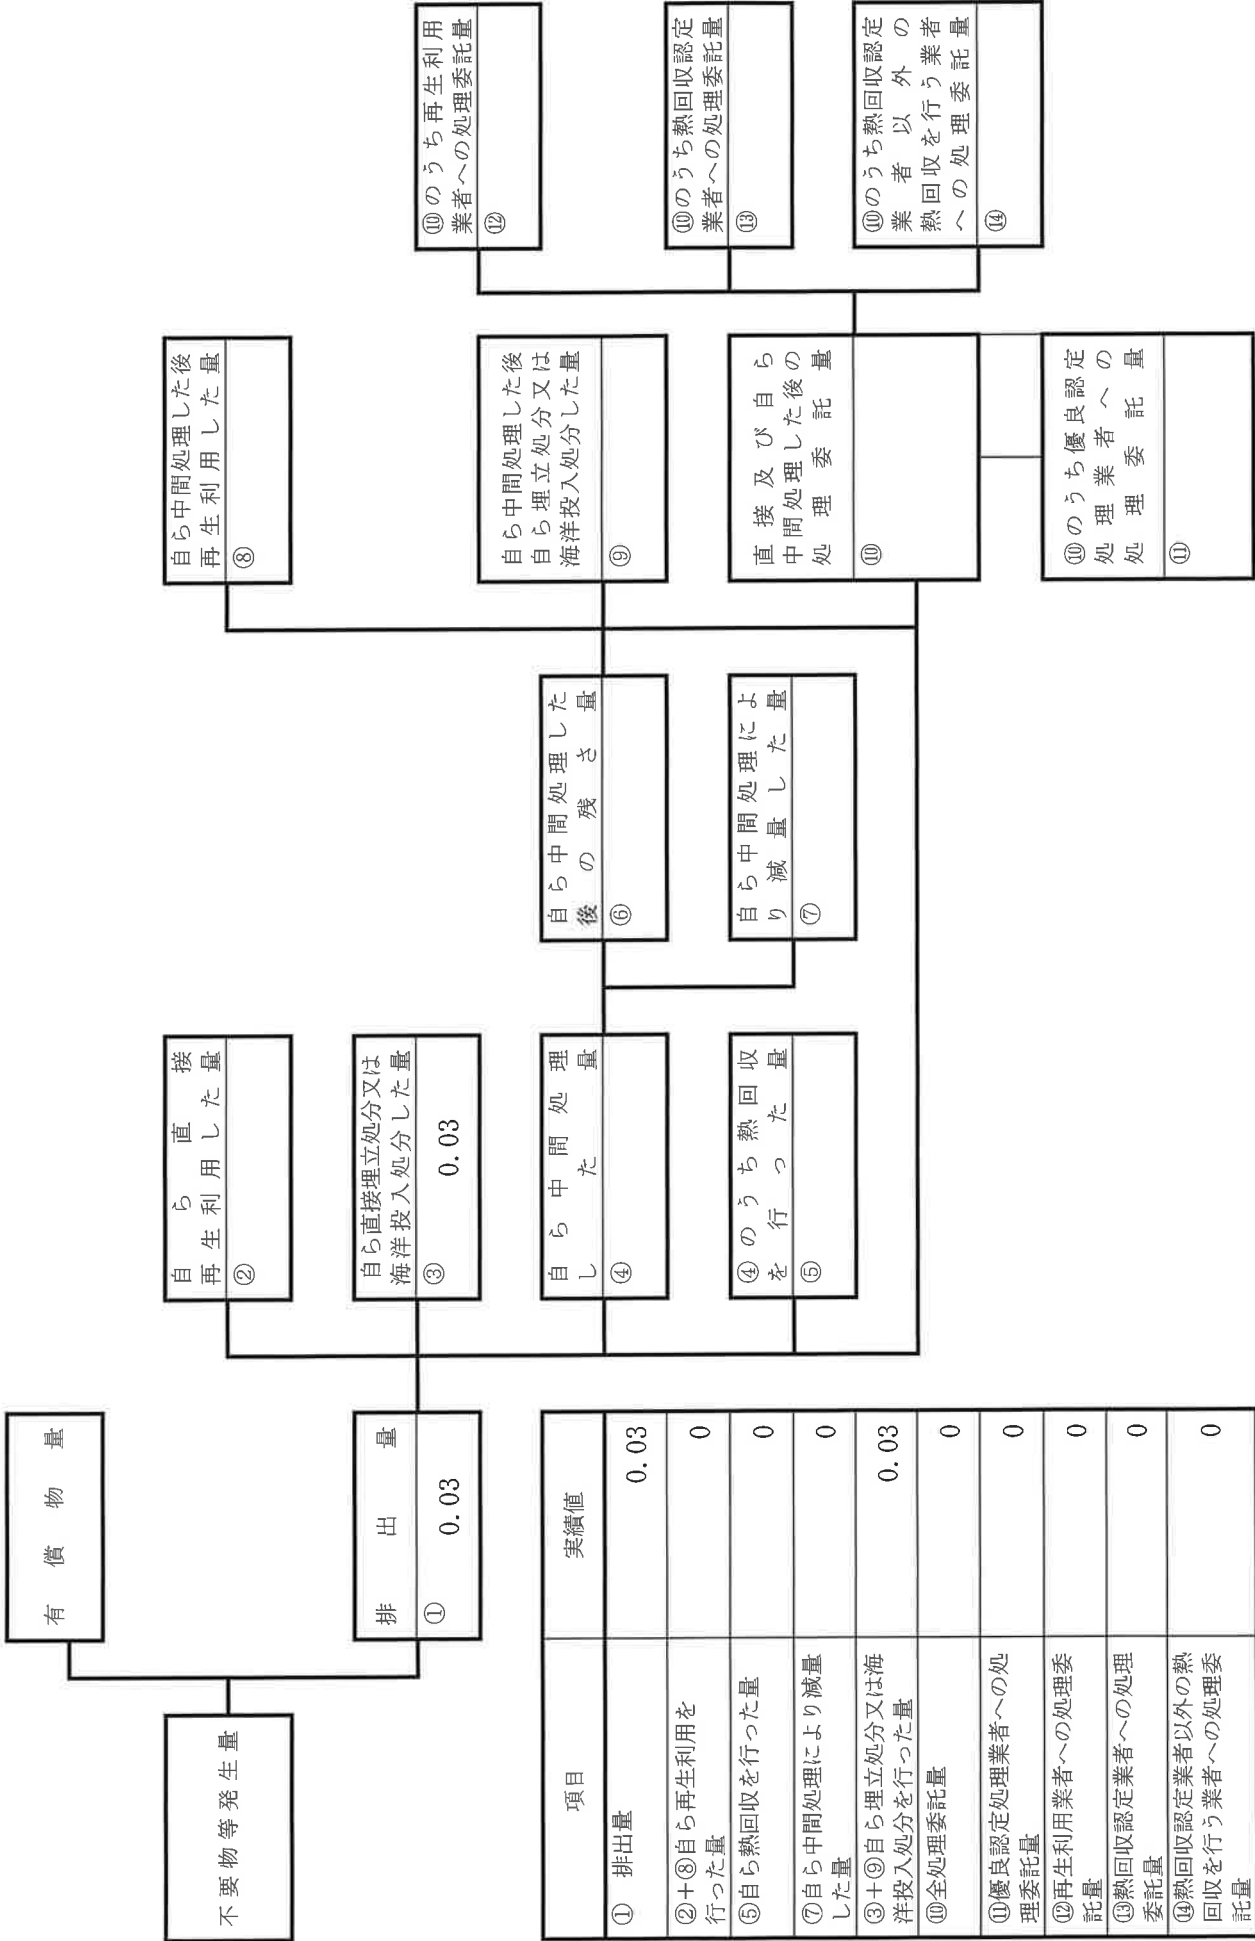 不要物等発生量
有償物量
排出量
① 0.03
自ら直接
再生利用した量
②
自ら直接埋立処分又は
海洋投入処分した量
③ 0.03
自ら中間処理
した量
④
④のうち熱回収
を行った量
⑤
自ら中間処理した
後の残さ量
⑥
自ら中間処理によ
り減量した量
⑦
自ら中間処理した後
再生利用した量
⑧
自ら中間処理した後
自ら埋立処分又は
海洋投入処分した量
⑨
直接及び自ら
中間処理した後の
処理委託量
⑩
⑩のうち優良認定
処理業者への
処理委託量
⑪
⑩のうち再生利用
業者への処理委託量
⑫
⑩のうち熱回収認定
業者への処理委託量
⑬
⑩のうち熱回収認定
業者以外の
熱回収を行う業者
への処理委託量
⑭
項目 実績値
① 排出量 0.03
②+⑧自ら再生利用を
行った量 0
⑤自ら熱回収を行った量 0
⑦自ら中間処理により減量
した量 0
③+⑨自ら埋立処分又は海
洋投入処分を行った量 0.03
⑩全処理委託量 0
⑪優良認定処理業者への処
理委託量 0
⑫再生利用業者への処理委
託量 0
⑬熱回収認定業者への処理
委託量 0
⑭熱回収認定業者以外の熱
回収を行う業者への処理委
託量 0